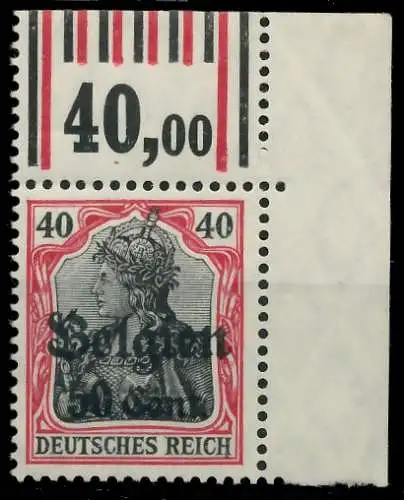 40,00
40 40
Belgien
50 Cent.
DEUTSCHES REICH